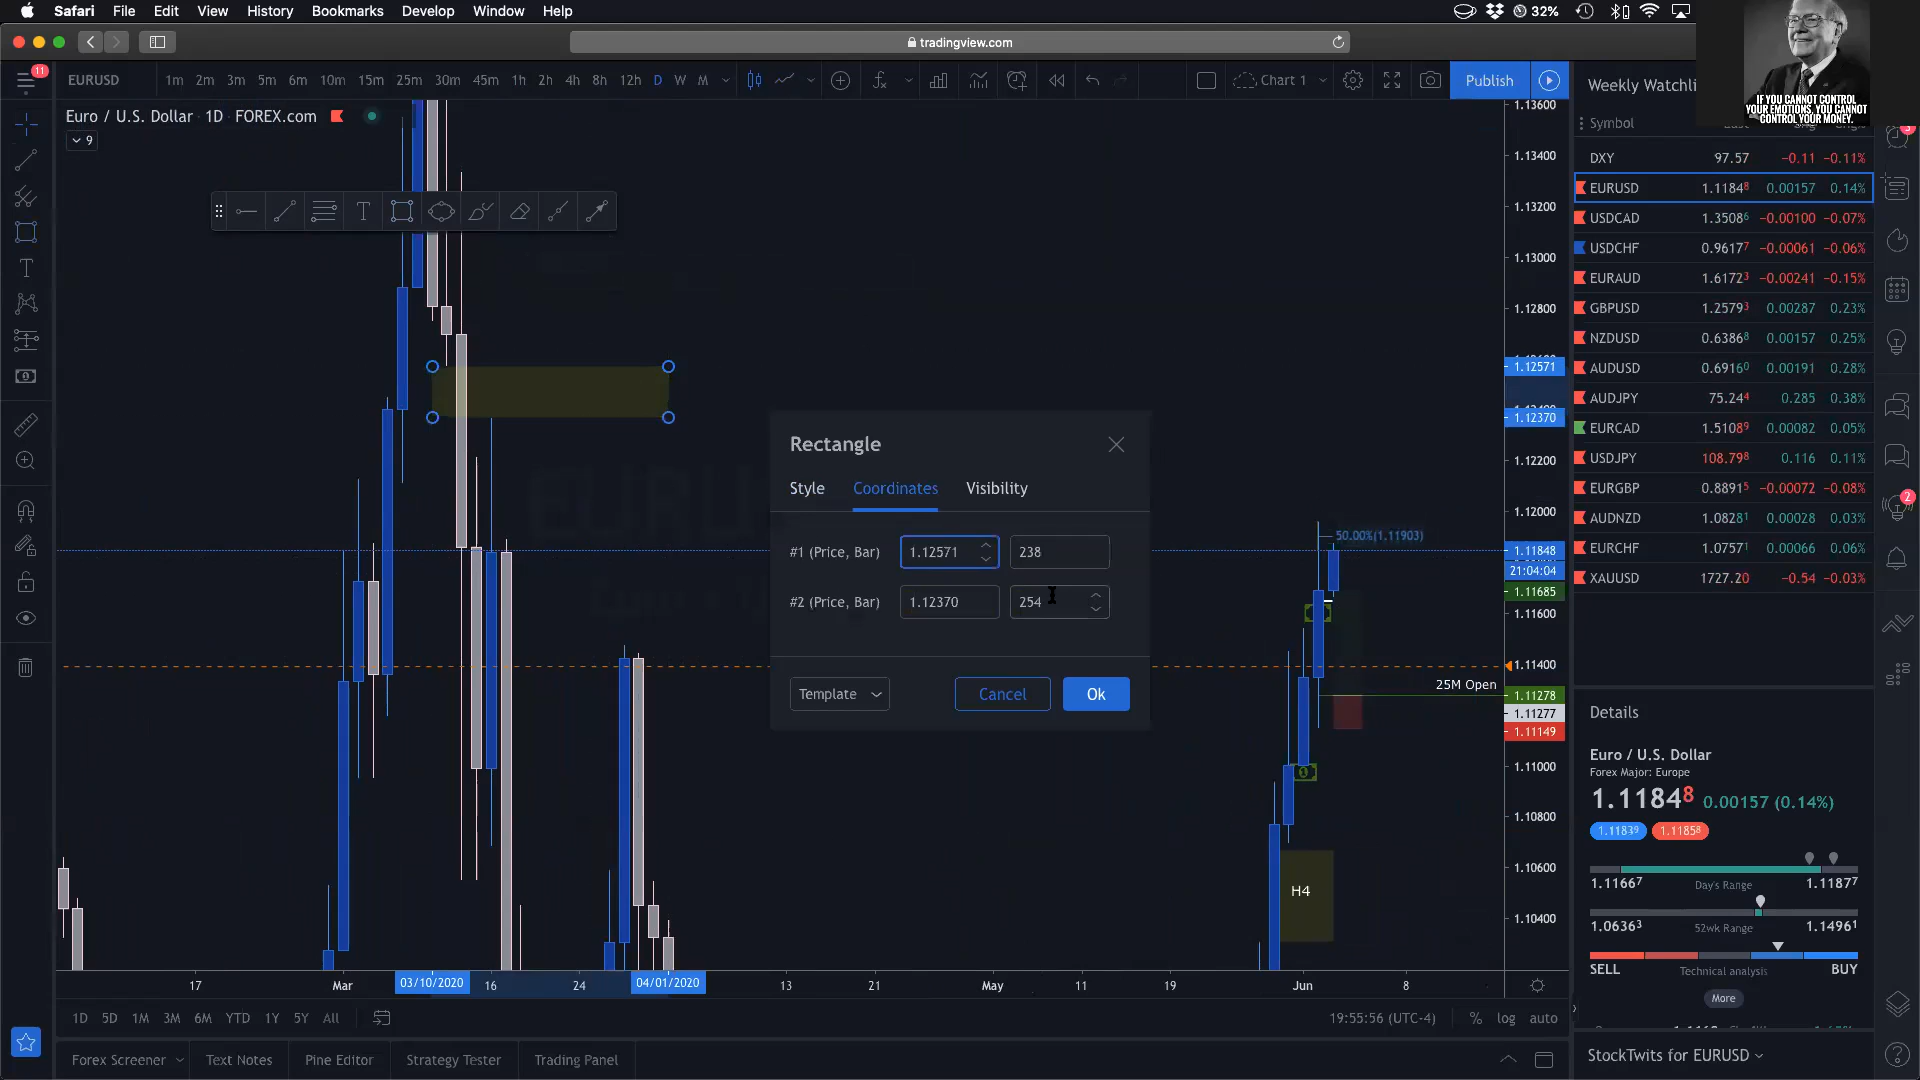 Safari File Edit View History Bookmarks Develop Window Help
32%
tradingview.com
11
EURUSD 1m 2m 3m 5m 6m 10m 15m 25m 30m 45m 1h 2h 4h 8h 12h D W M
Chart 1
Publish
Weekly Watchli
IF YOU CANNOT CONTROL
YOUR EMOTIONS, YOU CANNOT
CONTROL YOUR MONEY.
Euro / U.S. Dollar · 1D · FOREX.com
9
Symbol
DXY 97.57 −0.11 −0.11%
EURUSD 1.11848 0.00157 0.14%
USDCAD 1.35086 −0.00100 −0.07%
USDCHF 0.96177 −0.00061 −0.06%
EURAUD 1.61723 −0.00241 −0.15%
GBPUSD 1.25793 0.00287 0.23%
NZDUSD 0.63868 0.00157 0.25%
AUDUSD 0.69160 0.00191 0.28%
AUDJPY 75.244 0.285 0.38%
EURCAD 1.51089 0.00082 0.05%
USDJPY 108.798 0.116 0.11%
EURGBP 0.88915 −0.00072 −0.08%
AUDNZD 1.08281 0.00028 0.03%
EURCHF 1.07571 0.00066 0.01%
XAUUSD 1727.20 −0.54 −0.03%
3
2
1.13600
1.13400
1.13200
1.13000
1.12800
1.12571
1.12370
1.12200
1.12000
1.11848
21:04:04
1.11685
1.11600
1.11400
1.11278
1.11277
1.11149
1.11000
1.10800
1.10600
1.10400
50.00%(1.11903)
25M Open
H4
Rectangle
Style Coordinates Visibility
#1 (Price, Bar) 1.12571 238
#2 (Price, Bar) 1.12370 254
Template Cancel Ok
Details
Euro / U.S. Dollar
Forex Major: Europe
1.11848 0.00157 (0.14%)
1.11839 1.11858
1.11667 Day's Range 1.11877
1.06363 52wk Range 1.14961
SELL Technical analysis BUY
More
17 Mar 03/10/2020 16 24 04/01/2020 13 21 May 11 19 Jun 8
1D 5D 1M 3M 6M YTD 1Y 5Y All
19:55:56 (UTC-4) % log auto
Forex Screener Text Notes Pine Editor Strategy Tester Trading Panel
StockTwits for EURUSD